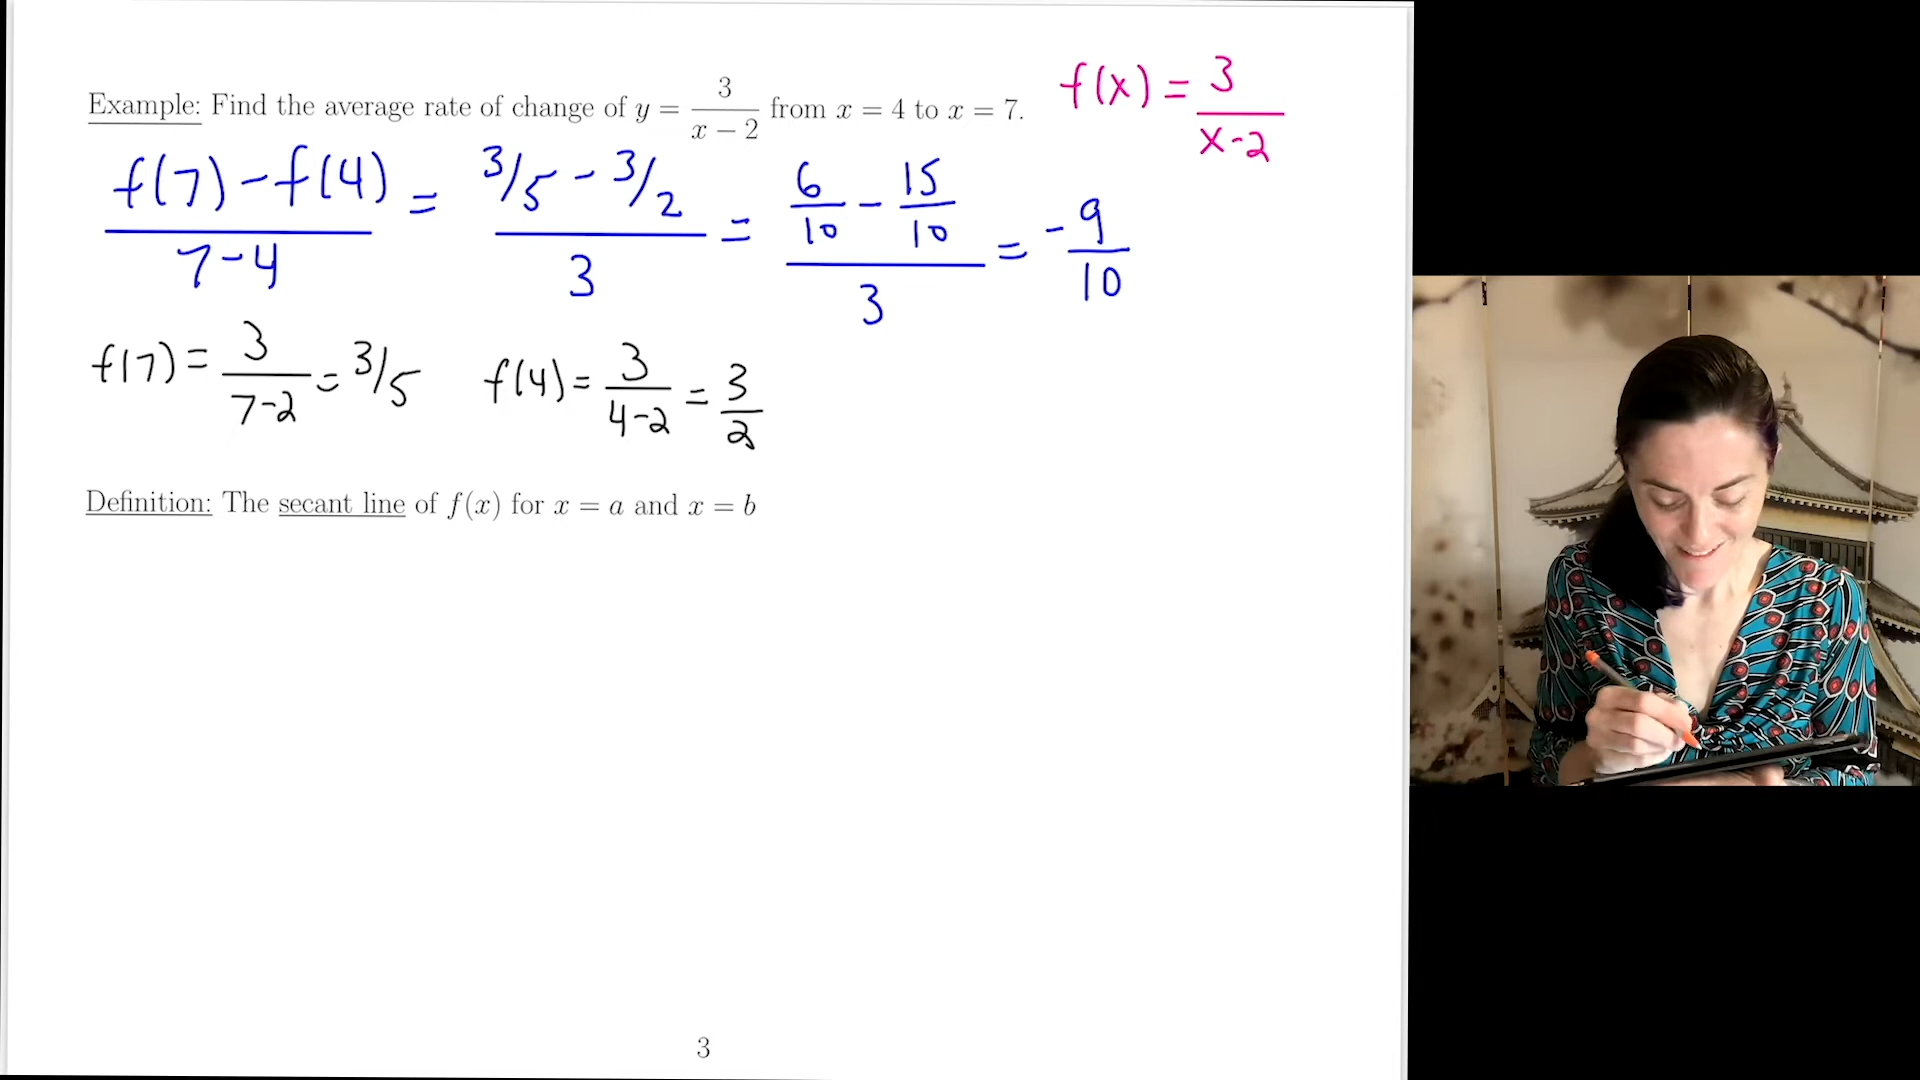 Example: Find the average rate of change of y = 3/(x − 2) from x = 4 to x = 7. f(x) = 3/(x-2)
(f(7) - f(4))/(7-4) = (3/5 - 3/2)/3 = (6/10 - 15/10)/3 = -9/10
f(7) = 3/(7-2) = 3/5 f(4) = 3/(4-2) = 3/2
Definition: The secant line of f(x) for x = a and x = b
3